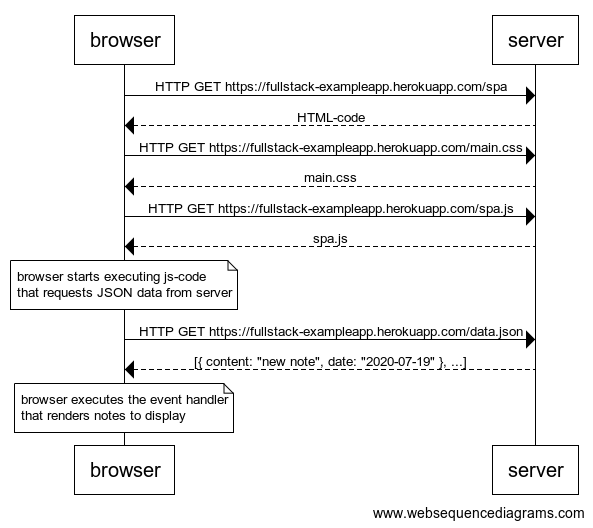 browser
server
HTTP GET https://fullstack-exampleapp.herokuapp.com/spa
HTML-code
HTTP GET https://fullstack-exampleapp.herokuapp.com/main.css
main.css
HTTP GET https://fullstack-exampleapp.herokuapp.com/spa.js
spa.js
browser starts executing js-code
that requests JSON data from server
HTTP GET https://fullstack-exampleapp.herokuapp.com/data.json
[{ content: "new note", date: "2020-07-19" }, ...]
browser executes the event handler
that renders notes to display
browser
server
www.websequencediagrams.com